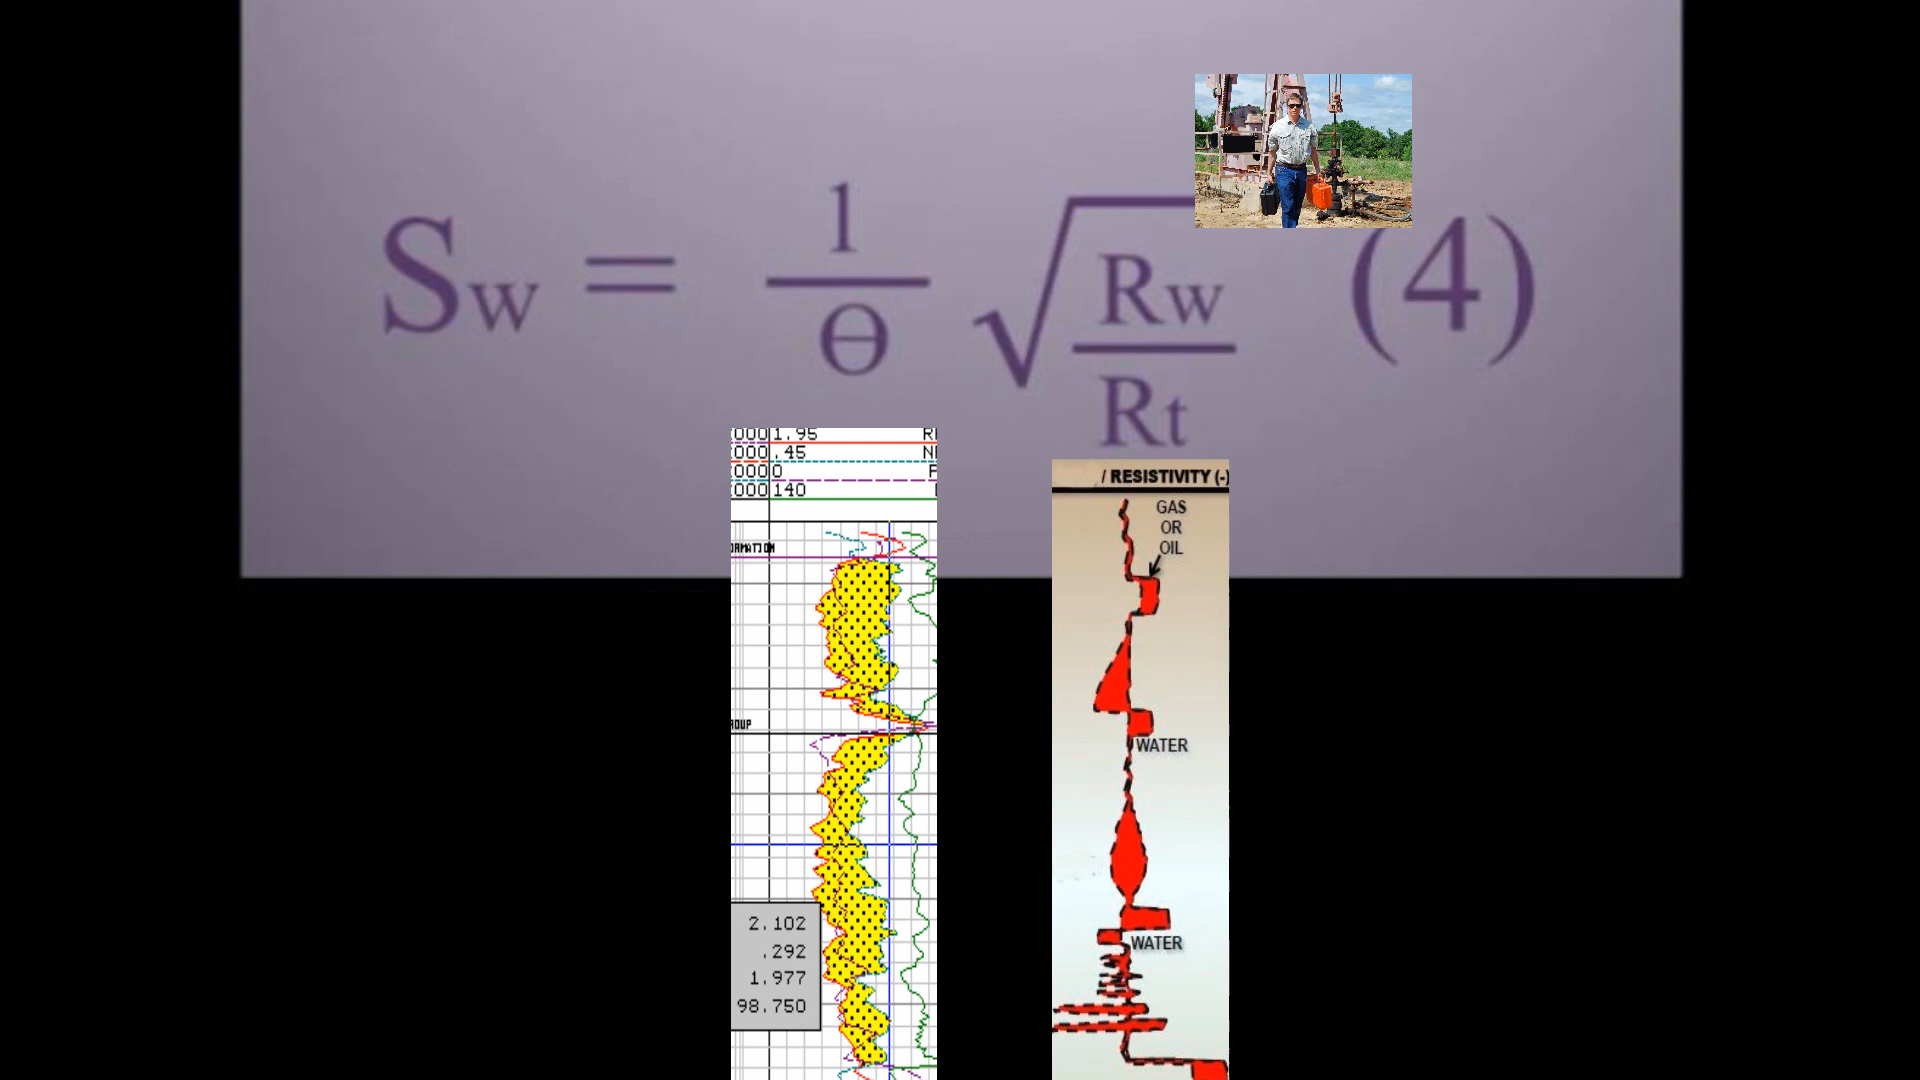 Sw = 1/Ɵ √Rw/Rt (4)
1.95
.45
0
140
2.102
.292
1.977
98.750
/ RESISTIVITY (-)
GAS
OR
OIL
WATER
WATER